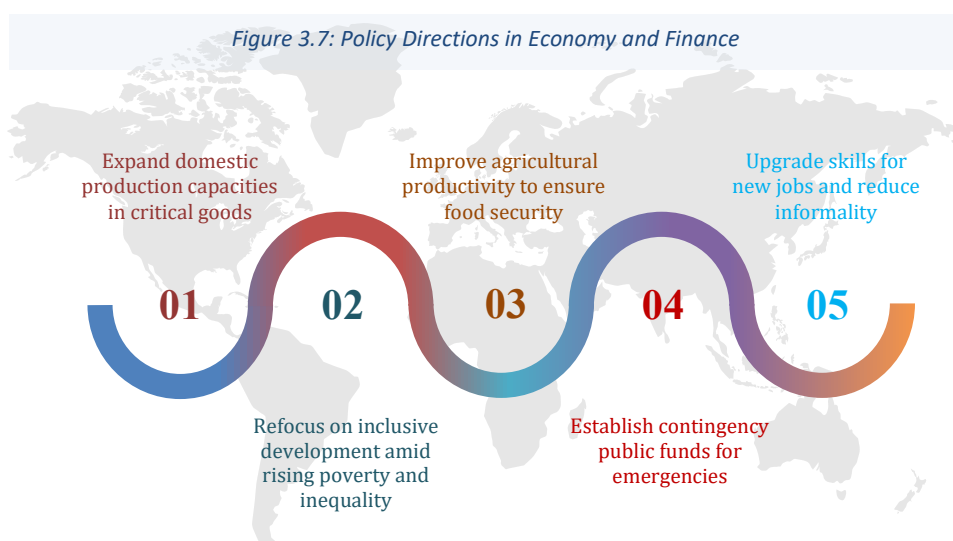 Figure 3.7: Policy Directions in Economy and Finance
Expand domestic
production capacities
in critical goods
Improve agricultural
productivity to ensure
food security
Upgrade skills for
new jobs and reduce
informality
01
02
03
04
05
Refocus on inclusive
development amid
rising poverty and
inequality
Establish contingency
public funds for
emergencies